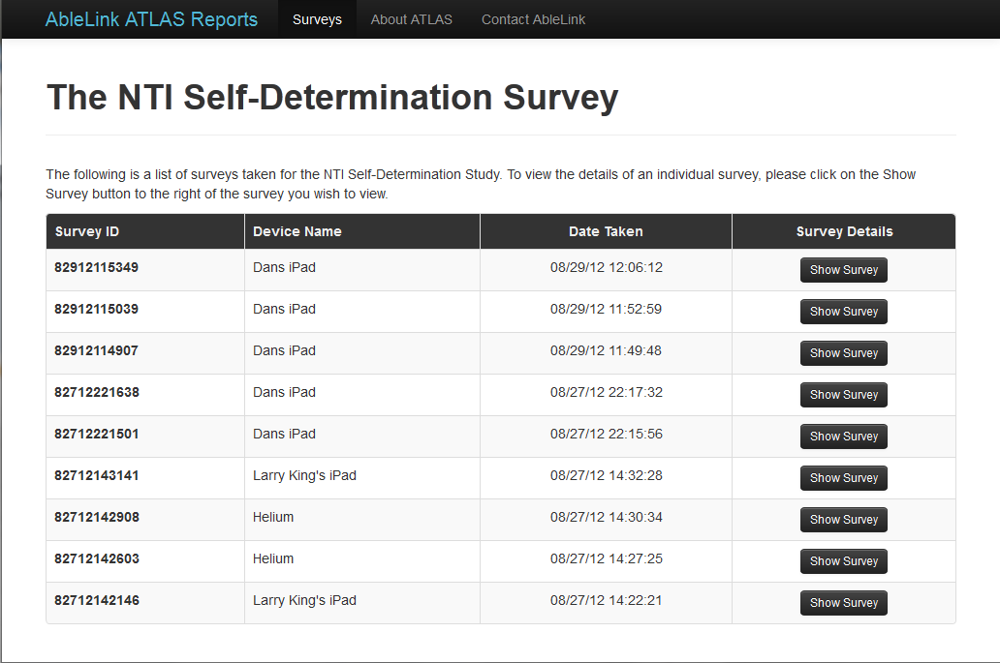 AbleLink ATLAS Reports Surveys About ATLAS Contact AbleLink
The NTI Self-Determination Survey
The following is a list of surveys taken for the NTI Self-Determination Study. To view the details of an individual survey, please click on the Show
Survey button to the right of the survey you wish to view.
Survey ID Device Name Date Taken Survey Details
82912115349 Dans iPad 08/29/12 12:06:12 Show Survey
82912115039 Dans iPad 08/29/12 11:52:59 Show Survey
82912114907 Dans iPad 08/29/12 11:49:48 Show Survey
82712221638 Dans iPad 08/27/12 22:17:32 Show Survey
82712221501 Dans iPad 08/27/12 22:15:56 Show Survey
82712143141 Larry King's iPad 08/27/12 14:32:28 Show Survey
82712142908 Helium 08/27/12 14:30:34 Show Survey
82712142603 Helium 08/27/12 14:27:25 Show Survey
82712142146 Larry King's iPad 08/27/12 14:22:21 Show Survey